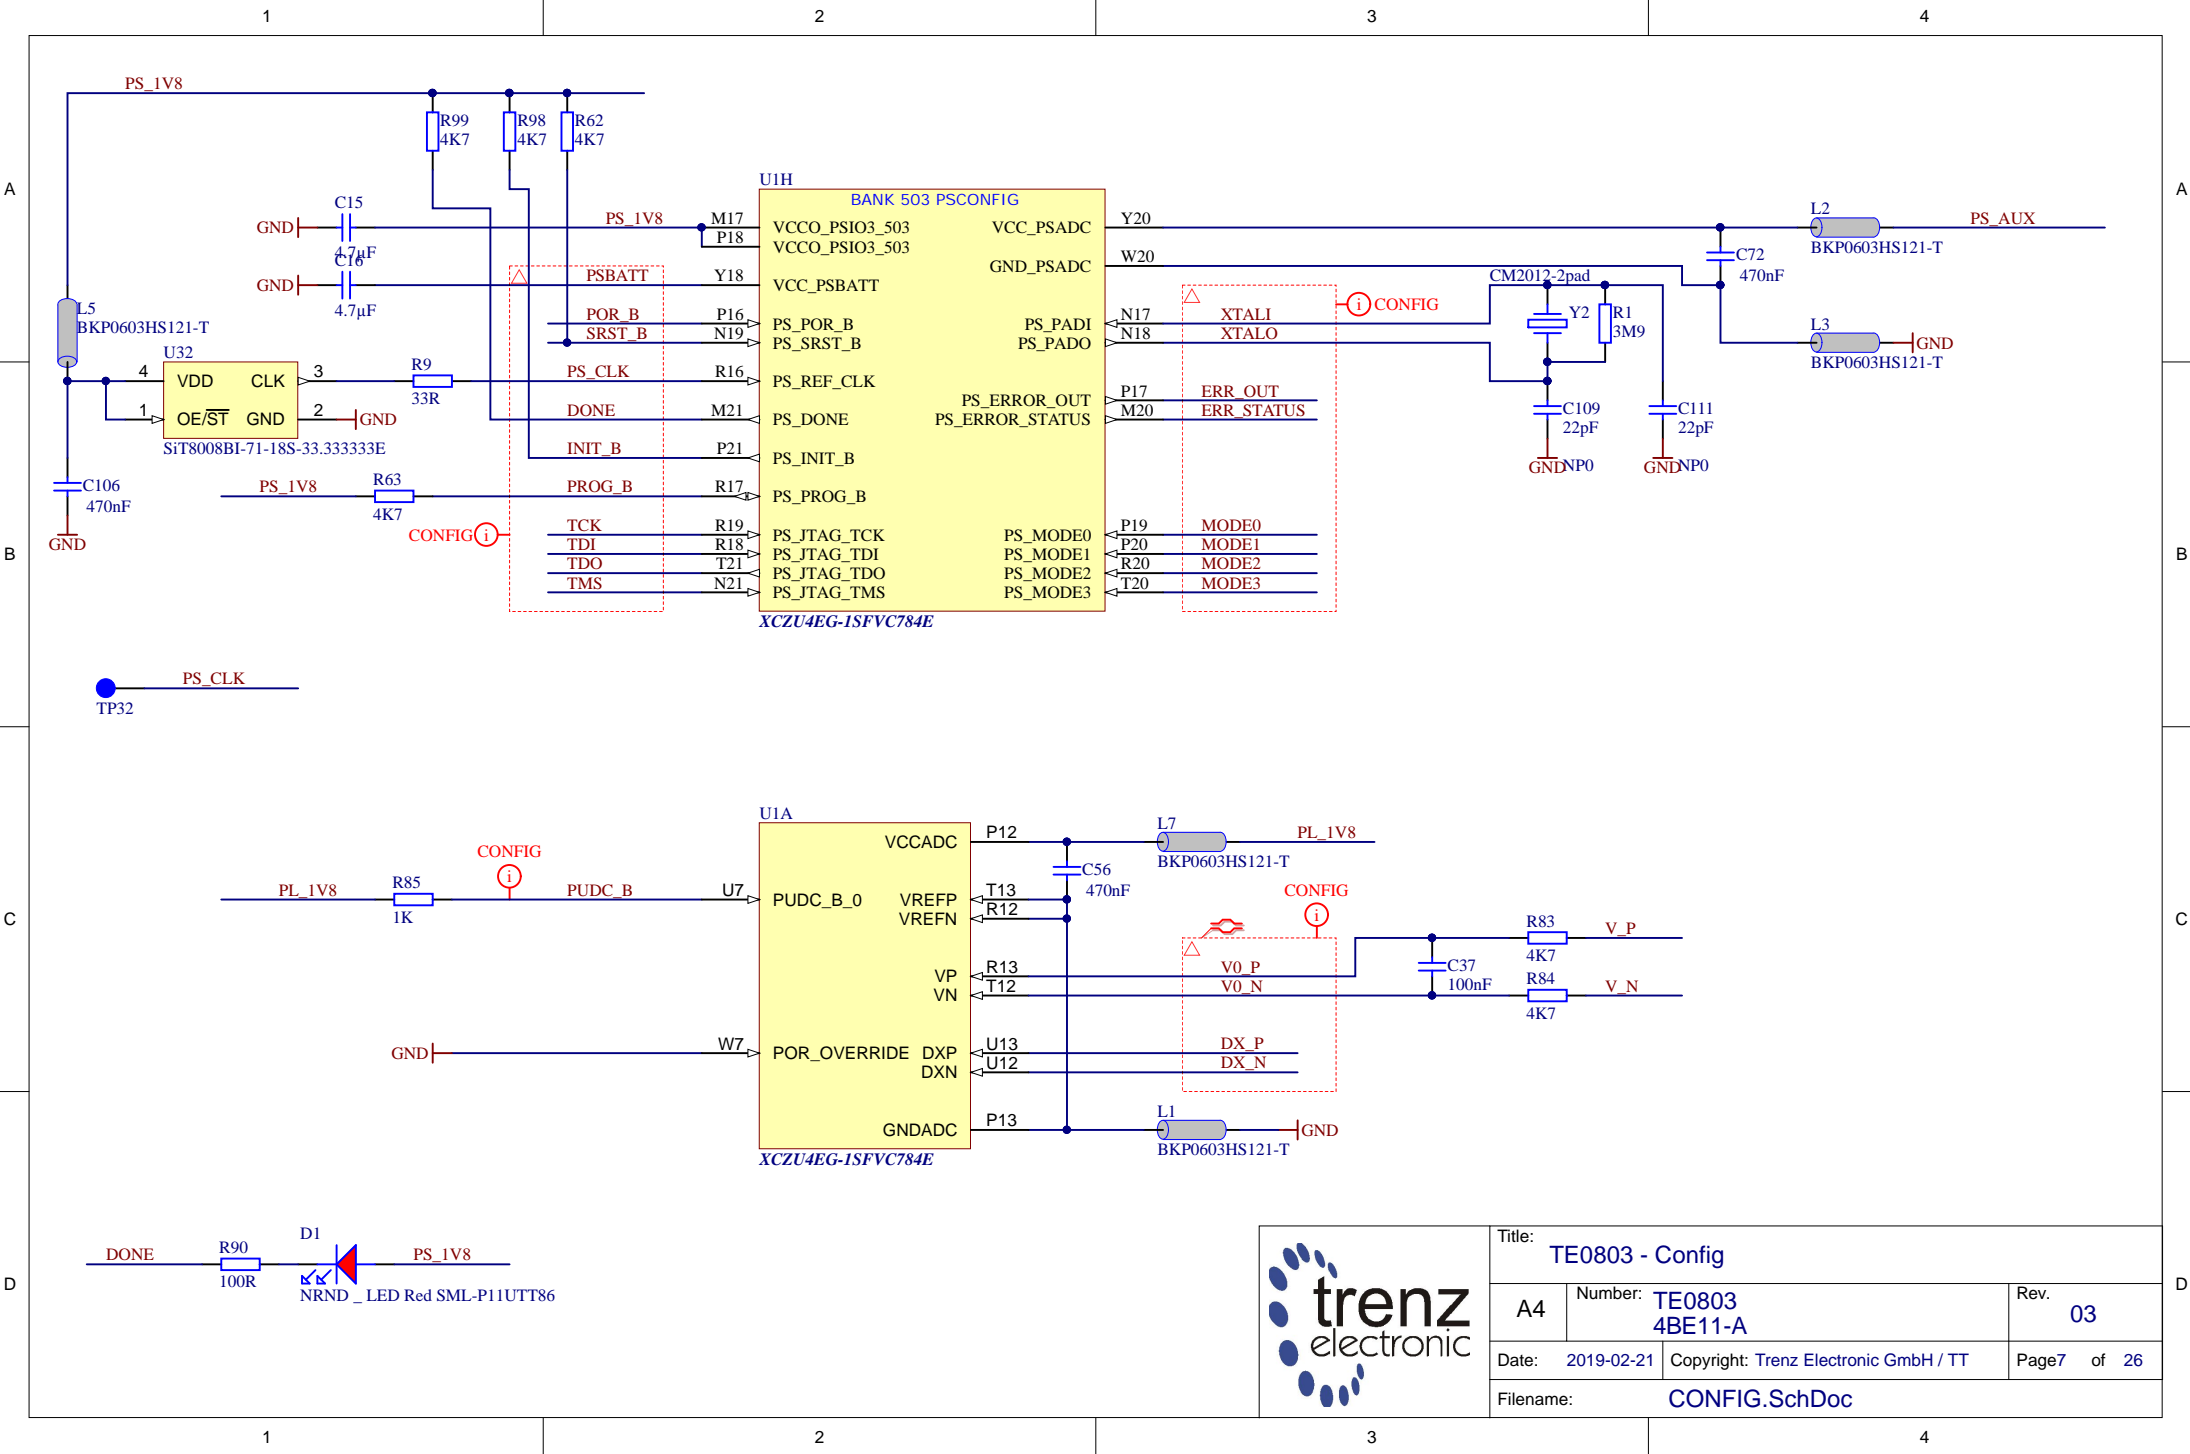 1
2
3
4
A
A
B
B
C
C
D
D
PS_1V8
R99
4K7
R98
4K7
R62
4K7
U1H
BANK 503 PSCONFIG
C15
4.7µF
GND
PS_1V8
M17
P18
VCCO_PSIO3_503
VCCO_PSIO3_503
C16
4.7µF
GND
PSBATT
Y18
VCC_PSBATT
POR_B
P16
PS_POR_B
SRST_B
N19
PS_SRST_B
L5
BKP0603HS121-T
U32
4
VDD
CLK
3
1
OE/ST
GND
2
GND
SiT8008BI-71-18S-33.333333E
R9
33R
PS_CLK
R16
PS_REF_CLK
DONE
M21
PS_DONE
INIT_B
P21
PS_INIT_B
C106
470nF
GND
PS_1V8
R63
4K7
PROG_B
R17
PS_PROG_B
CONFIG
i
TCK
R19
PS_JTAG_TCK
TDI
R18
PS_JTAG_TDI
TDO
T21
PS_JTAG_TDO
TMS
N21
PS_JTAG_TMS
XCZU4EG-1SFVC784E
VCC_PSADC
Y20
GND_PSADC
W20
PS_PADI
N17
XTALI
PS_PADO
N18
XTALO
i
CONFIG
PS_ERROR_OUT
P17
ERR_OUT
PS_ERROR_STATUS
M20
ERR_STATUS
PS_MODE0
P19
MODE0
PS_MODE1
P20
MODE1
PS_MODE2
R20
MODE2
PS_MODE3
T20
MODE3
CM2012-2pad
Y2
R1
3M9
C109
22pF
GND
NP0
C111
22pF
GND
NP0
C72
470nF
L2
BKP0603HS121-T
PS_AUX
L3
BKP0603HS121-T
GND
PS_CLK
TP32
U1A
PL_1V8
R85
1K
CONFIG
i
PUDC_B
U7
PUDC_B_0
GND
W7
POR_OVERRIDE
VCCADC
P12
VREFP
T13
VREFN
R12
VP
R13
V0_P
VN
T12
V0_N
DXP
U13
DX_P
DXN
U12
DX_N
GNDADC
P13
XCZU4EG-1SFVC784E
C56
470nF
L7
BKP0603HS121-T
PL_1V8
CONFIG
i
C37
100nF
R83
4K7
V_P
R84
4K7
V_N
L1
BKP0603HS121-T
GND
DONE
R90
100R
D1
PS_1V8
NRND _ LED Red SML-P11UTT86
trenz
electronic
Title:
TE0803 - Config
A4
Number: TE0803
4BE11-A
Rev.
03
Date: 2019-02-21
Copyright: Trenz Electronic GmbH / TT
Page7 of 26
Filename: CONFIG.SchDoc
1
2
3
4